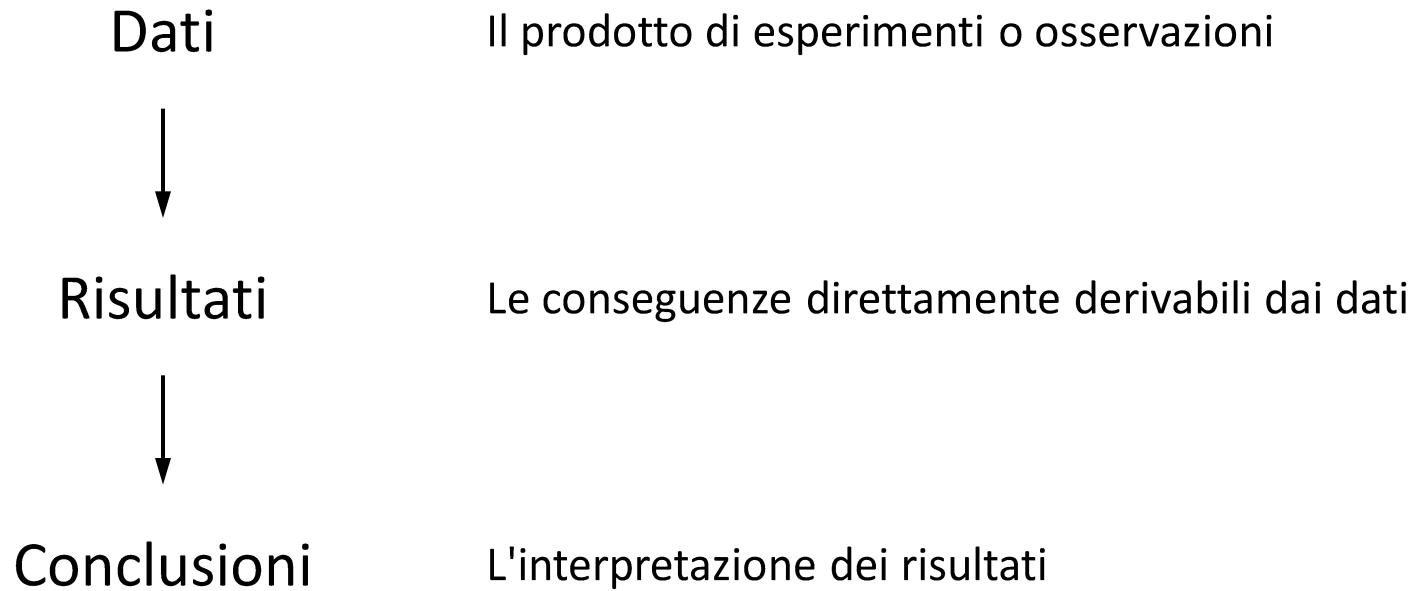 Dati
Il prodotto di esperimenti o osservazioni
Risultati
Le conseguenze direttamente derivabili dai dati
Conclusioni
L'interpretazione dei risultati